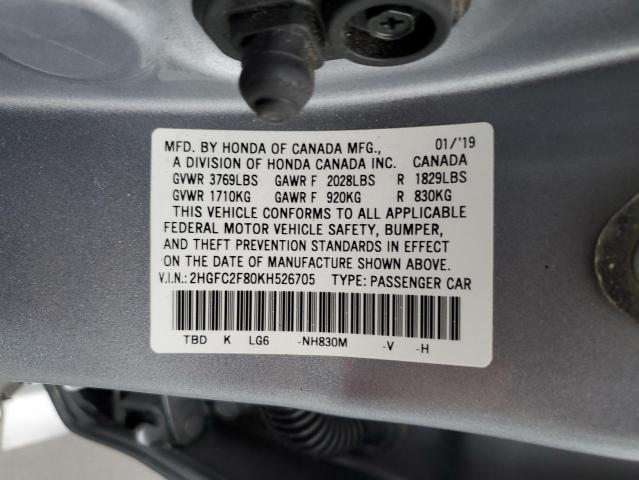 MFD. BY HONDA OF CANADA MFG., 01/'19
A DIVISION OF HONDA CANADA INC. CANADA
GVWR 3769LBS GAWR F 2028LBS R 1829LBS
GVWR 1710KG GAWR F 920KG R 830KG
THIS VEHICLE CONFORMS TO ALL APPLICABLE
FEDERAL MOTOR VEHICLE SAFETY, BUMPER,
AND THEFT PREVENTION STANDARDS IN EFFECT
ON THE DATE OF MANUFACTURE SHOWN ABOVE.
V.I.N.: 2HGFC2F80KH526705 TYPE: PASSENGER CAR
TBD K LG6 -NH830M -V -H